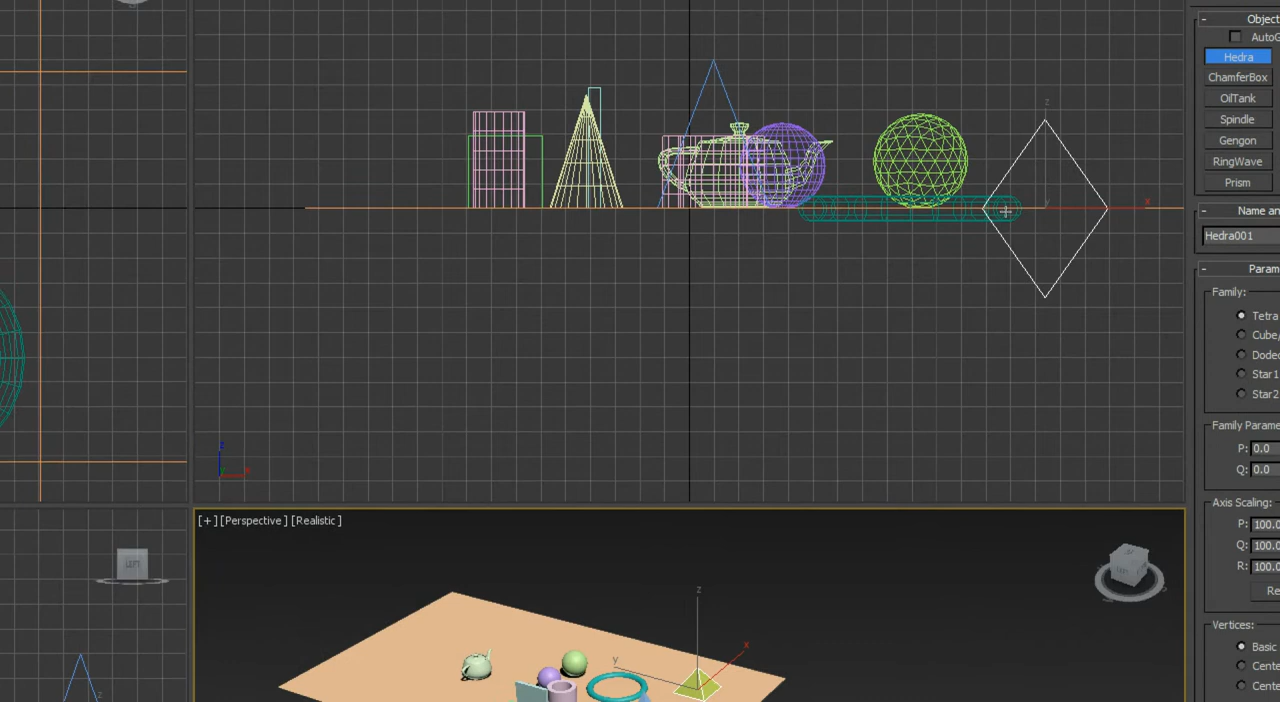 -
Object
AutoG
Hedra
ChamferBox
OilTank
Spindle
Gengon
RingWave
Prism
-
Name an
Hedra001
-
Param
Family:
Tetra
Cube/
Dodec
Star1
Star2
Family Parame
P: 0.0
Q: 0.0
Axis Scaling:
P: 100.0
Q: 100.0
R: 100.0
Re
Vertices:
Basic
Cente
Cente
z
y
x
z
x
[+] [Perspective] [Realistic]
LEFT
z
y
x
z